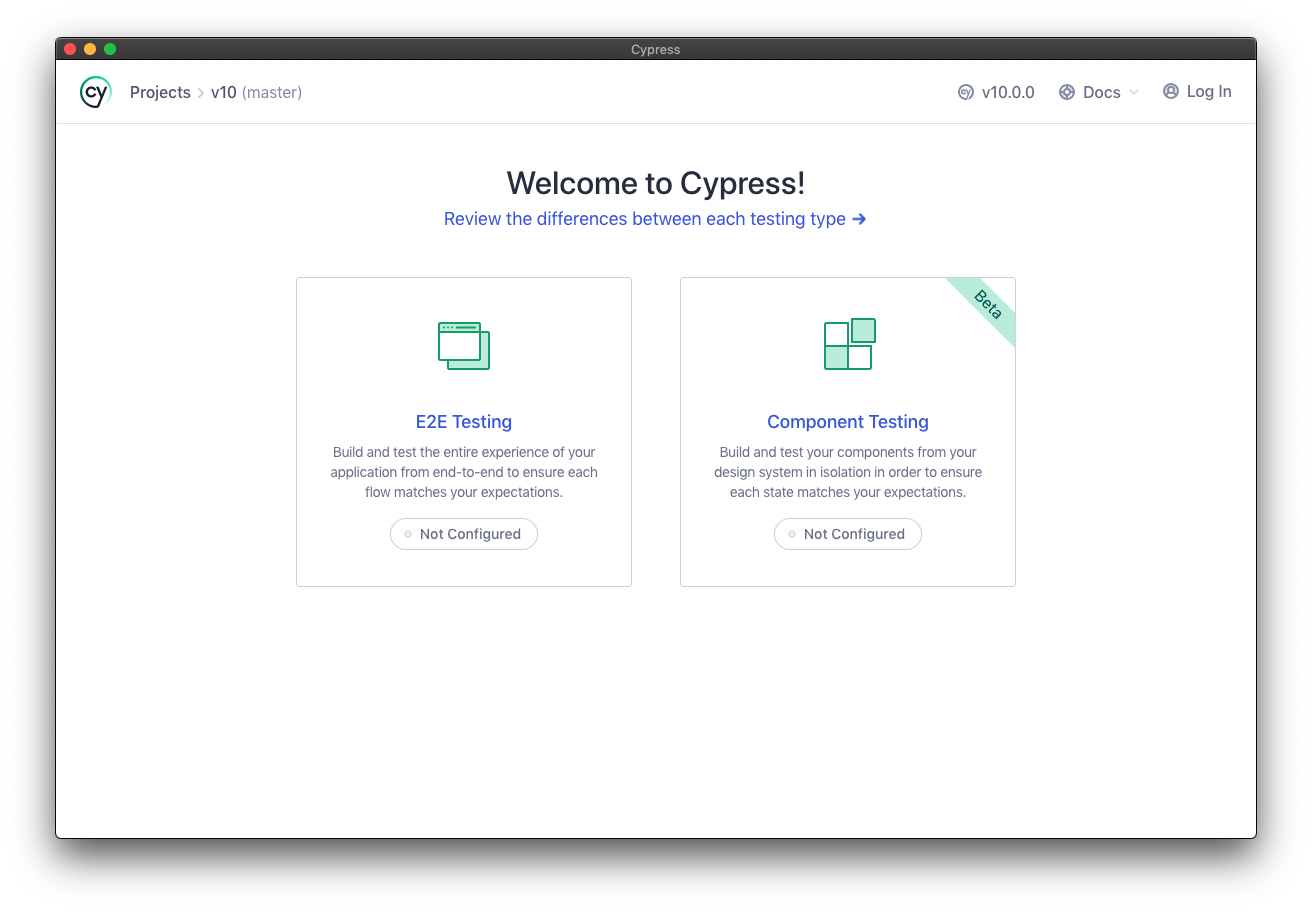 Cypress
cy
Projects > v10 (master)
cy v10.0.0
Docs
Log In
Welcome to Cypress!
Review the differences between each testing type →
E2E Testing
Build and test the entire experience of your
application from end-to-end to ensure each
flow matches your expectations.
Not Configured
Beta
Component Testing
Build and test your components from your
design system in isolation in order to ensure
each state matches your expectations.
Not Configured